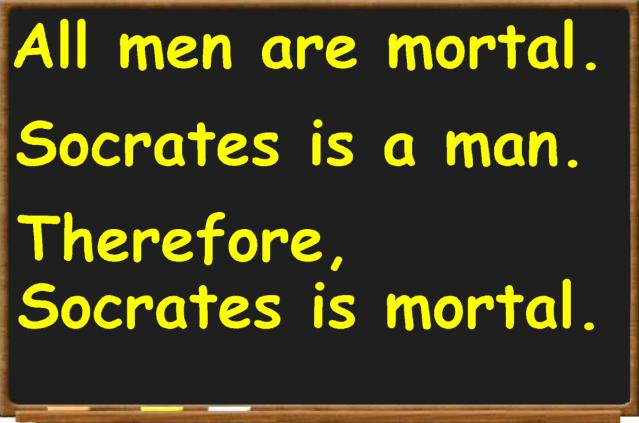 All men are mortal.
Socrates is a man.
Therefore,
Socrates is mortal.